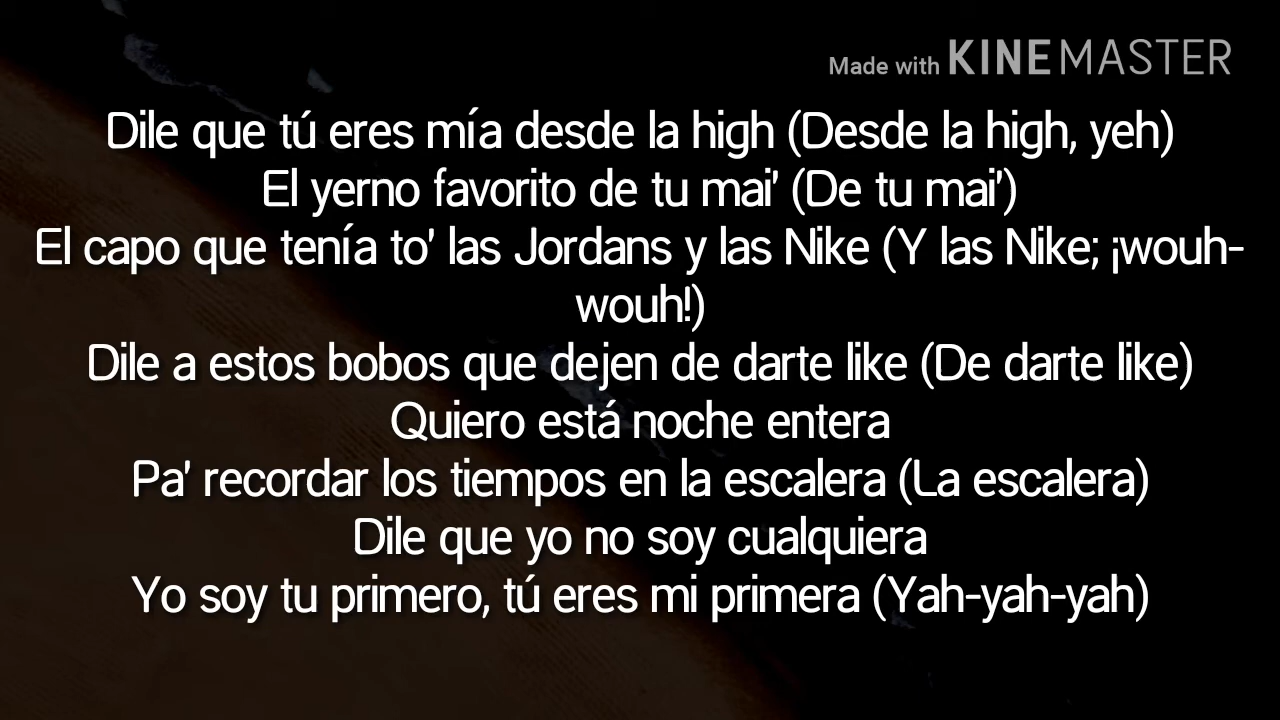 Made with KINEMASTER
Dile que tú eres mía desde la high (Desde la high, yeh)
El yerno favorito de tu mai' (De tu mai')
El capo que tenía to' las Jordans y las Nike (Y las Nike; ¡wouh-
wouh!)
Dile a estos bobos que dejen de darte like (De darte like)
Quiero está noche entera
Pa' recordar los tiempos en la escalera (La escalera)
Dile que yo no soy cualquiera
Yo soy tu primero, tú eres mi primera (Yah-yah-yah)